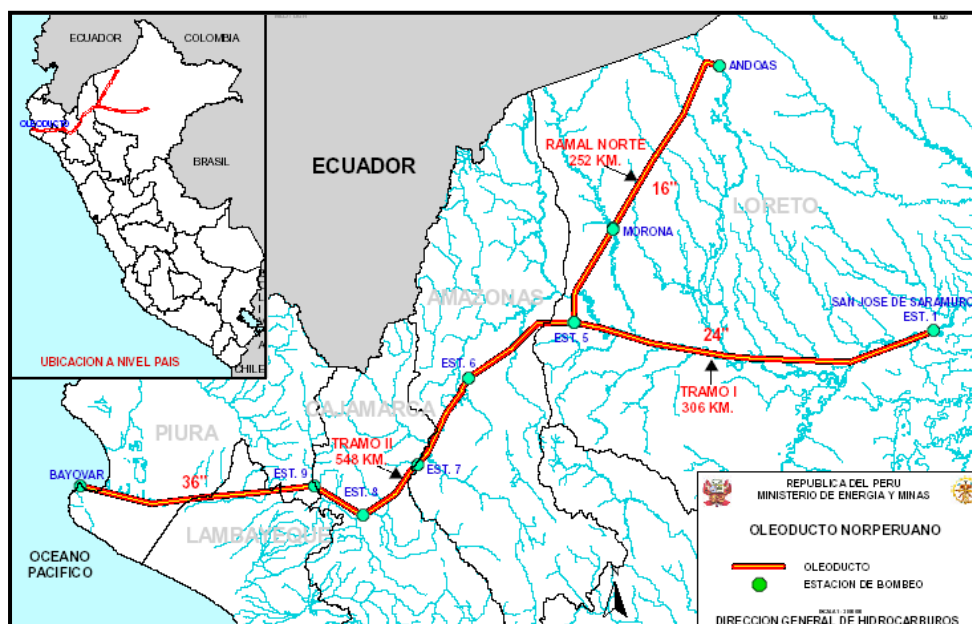 ECUADOR
COLOMBIA
OLEODUCTO
BRASIL
CHILE
UBICACION A NIVEL PAIS
ECUADOR
ANDOAS
RAMAL NORTE
252 KM.
16"
LORETO
MORONA
AMAZONAS
SAN JOSE DE SARAMURO
EST. 1
EST. 5
24"
TRAMO I
306 KM.
EST. 6
CAJAMARCA
PIURA
TRAMO II
548 KM.
EST. 7
BAYOVAR
36"
EST. 9
EST. 8
LAMBAYEQUE
OCEANO
PACIFICO
REPUBLICA DEL PERU
MINISTERIO DE ENERGIA Y MINAS
OLEODUCTO NORPERUANO
OLEODUCTO
ESTACION DE BOMBEO
DIRECCION GENERAL DE HIDROCARBUROS